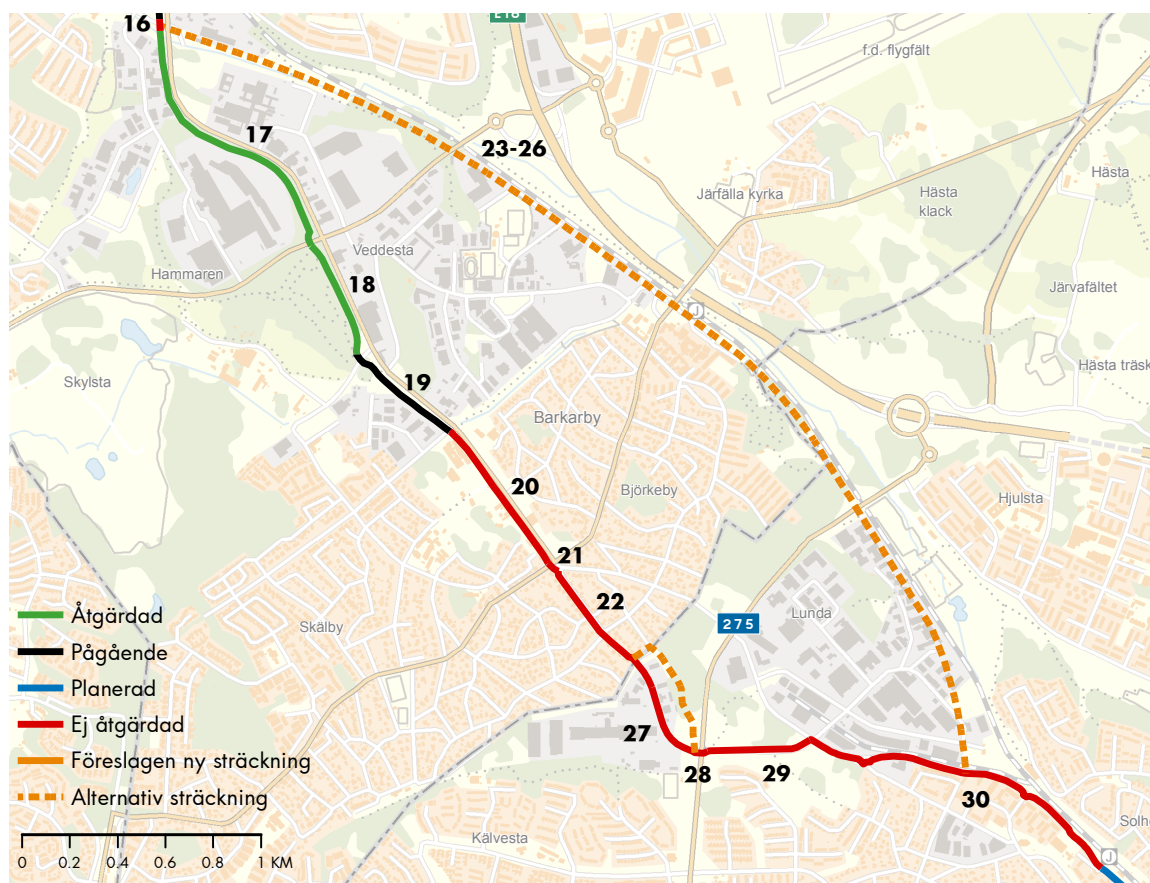 E18
16
f.d. flygfält
17
23-26
Hästa
Järfälla kyrka
Hästa
klack
Veddesta
Hammaren
18
Järvafältet
J
Skylsta
19
Hästa träsk
Barkarby
20
Björkeby
Hjulsta
21
22
Åtgärdad
Skälby
275
Lunda
Pågående
Planerad
Ej åtgärdad
27
Föreslagen ny sträckning
28
29
Alternativ sträckning
30
Solh
Kälvesta
J
0 0.2 0.4 0.6 0.8 1 KM